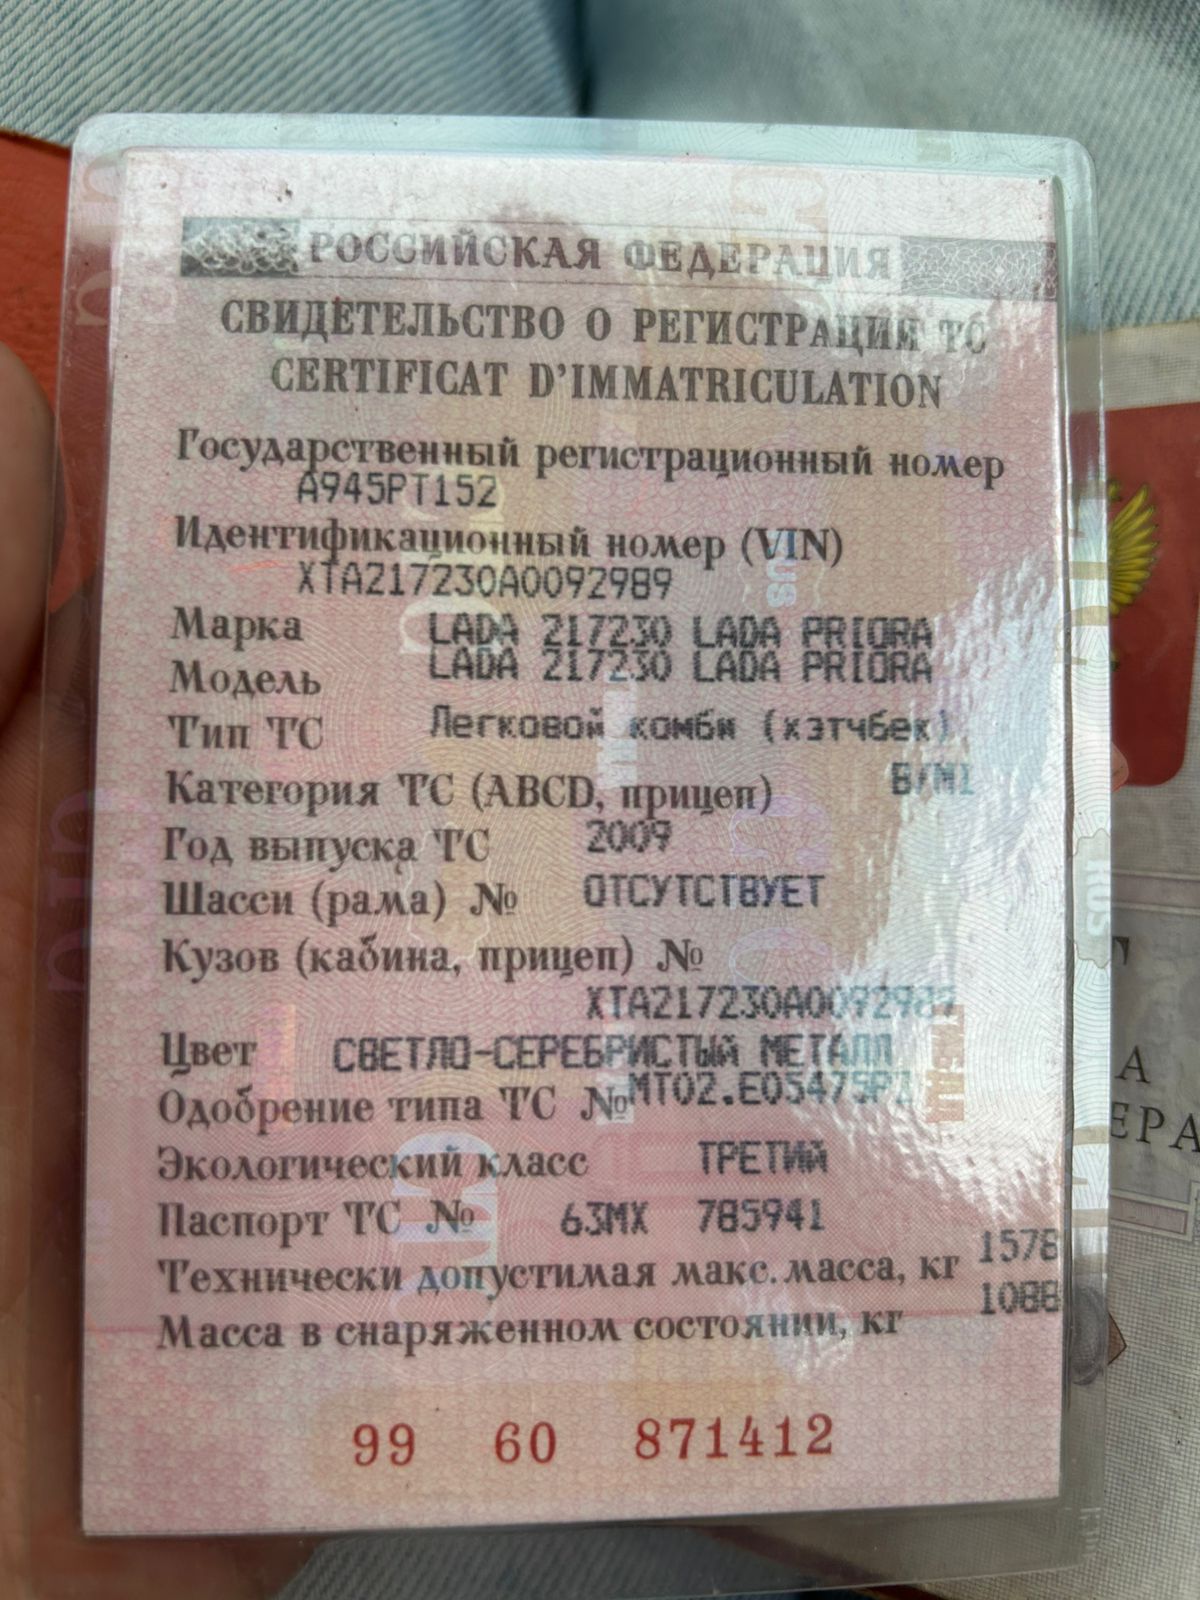 РОССИЙСКАЯ ФЕДЕРАЦИЯ
СВИДЕТЕЛЬСТВО О РЕГИСТРАЦИИ ТС
CERTIFICAT D'IMMATRICULATION
Государственный регистрационный номер
А945РТ152
Идентификационный номер (VIN)
XTA217230A0092989
Марка LADA 217230 LADA PRIORA
Модель LADA 217230 LADA PRIORA
Тип ТС Легковой комби (хэтчбек)
Категория ТС (ABCD, прицеп) B/M1
Год выпуска ТС 2009
Шасси (рама) № ОТСУТСТВУЕТ
Кузов (кабина, прицеп) №
XTA217230A0092989
Цвет СВЕТЛО-СЕРЕБРИСТЫЙ МЕТАЛЛ
Одобрение типа ТС №
Экологический класс ТРЕТИЙ
Паспорт ТС № 63МХ 785941
Технически допустимая макс. масса, кг 1578
Масса в снаряженном состоянии, кг 1088
99 60 871412
RUS